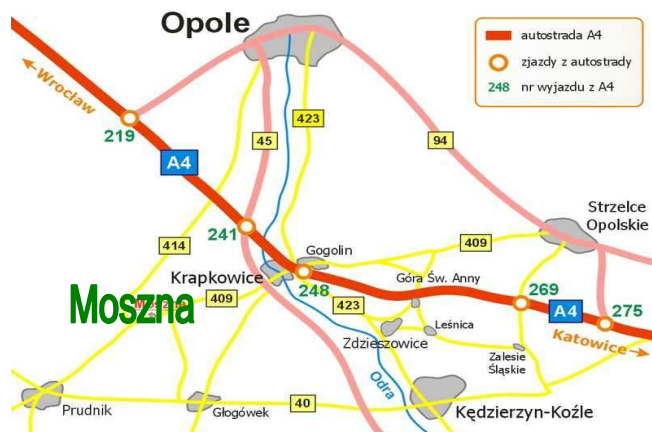 Opole
autostrada A4
zjazdy z autostrady
248 nr wyjazdu z A4
Wrocław
219
423
45
94
A4
Strzelce
Opolskie
414
241
409
Gogolin
Krapkowice
248
Góra Św. Anny
269
275
Moszna
409
423
Leśnica
A4
Zdzieszowice
Katowice
Zalesie
Śląskie
Odra
Prudnik
Głogówek
40
Kędzierzyn-Koźle